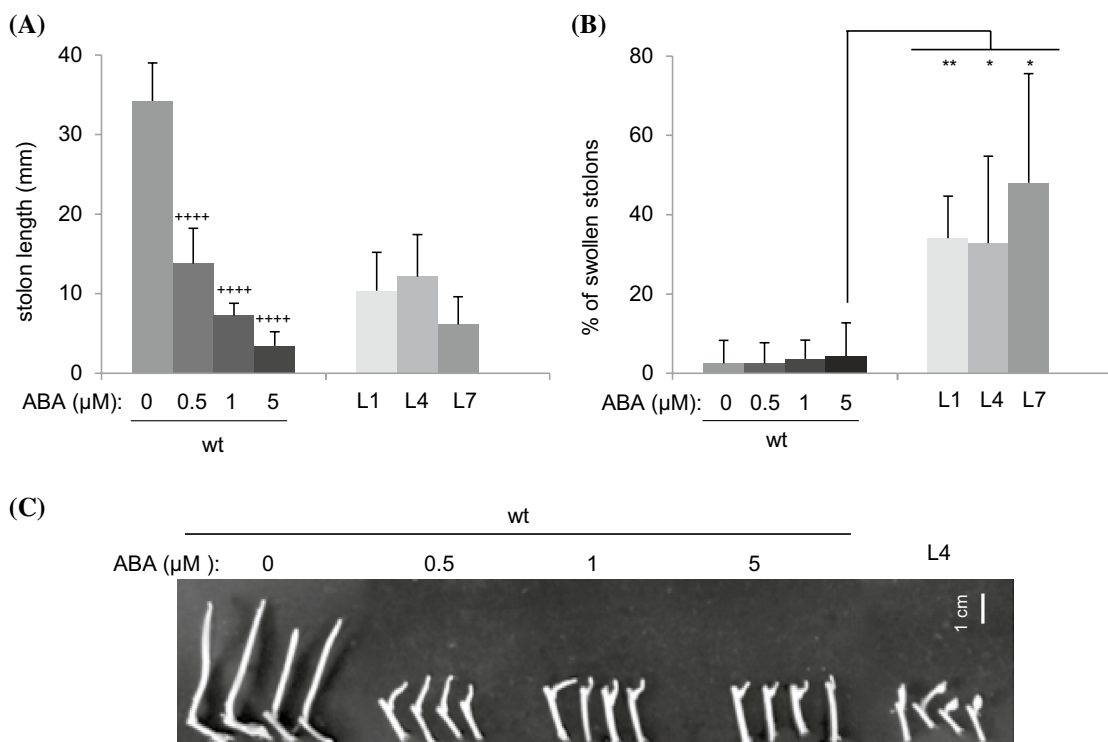 (A)
40
30
20
10
0
stolon length (mm)
++++
++++
++++
ABA (µM): 0 0.5 1 5 L1 L4 L7
wt
(B)
80
60
40
20
0
% of swollen stolons
** * *
ABA (µM): 0 0.5 1 5 L1 L4 L7
wt
(C)
wt
ABA (µM ): 0 0.5 1 5 L4
1 cm